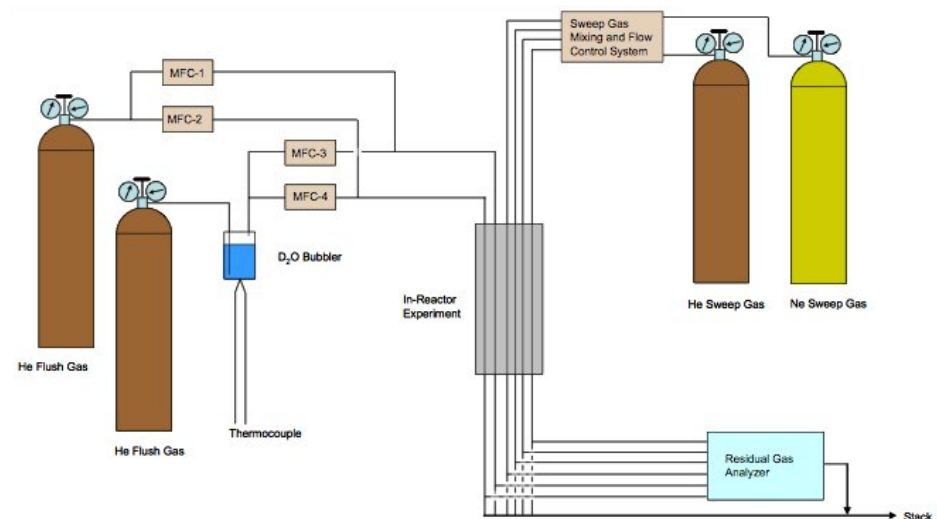 Sweep Gas
Mixing and Flow
Control System
MFC-1
MFC-2
MFC-3
MFC-4
D₂O Bubbler
In-Reactor
Experiment
He Sweep Gas
Ne Sweep Gas
He Flush Gas
Thermocouple
He Flush Gas
Residual Gas
Analyzer
Stack